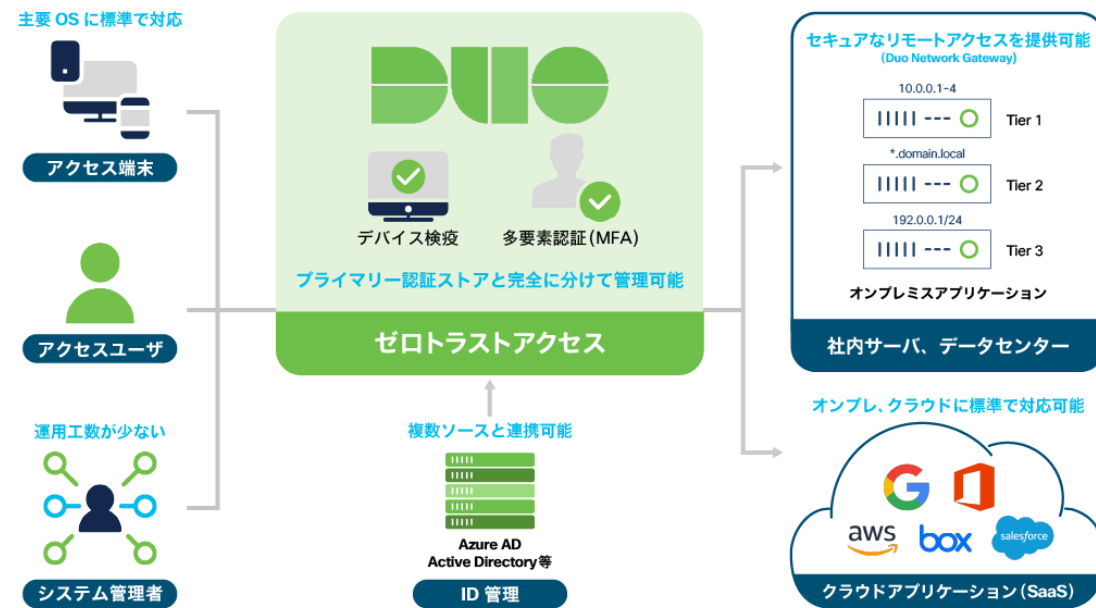 主要 OS に標準で対応
アクセス端末
アクセスユーザ
運用工数が少ない
システム管理者
DUO
デバイス検疫
多要素認証(MFA)
プライマリー認証ストアと完全に分けて管理可能
ゼロトラストアクセス
複数ソースと連携可能
Azure AD
Active Directory等
ID 管理
セキュアなリモートアクセスを提供可能
(Duo Network Gateway)
10.0.0.1-4
Tier 1
*.domain.local
Tier 2
192.0.0.1/24
Tier 3
オンプレミスアプリケーション
社内サーバ、データセンター
オンプレ、クラウドに標準で対応可能
G
aws
box
salesforce
クラウドアプリケーション(SaaS)